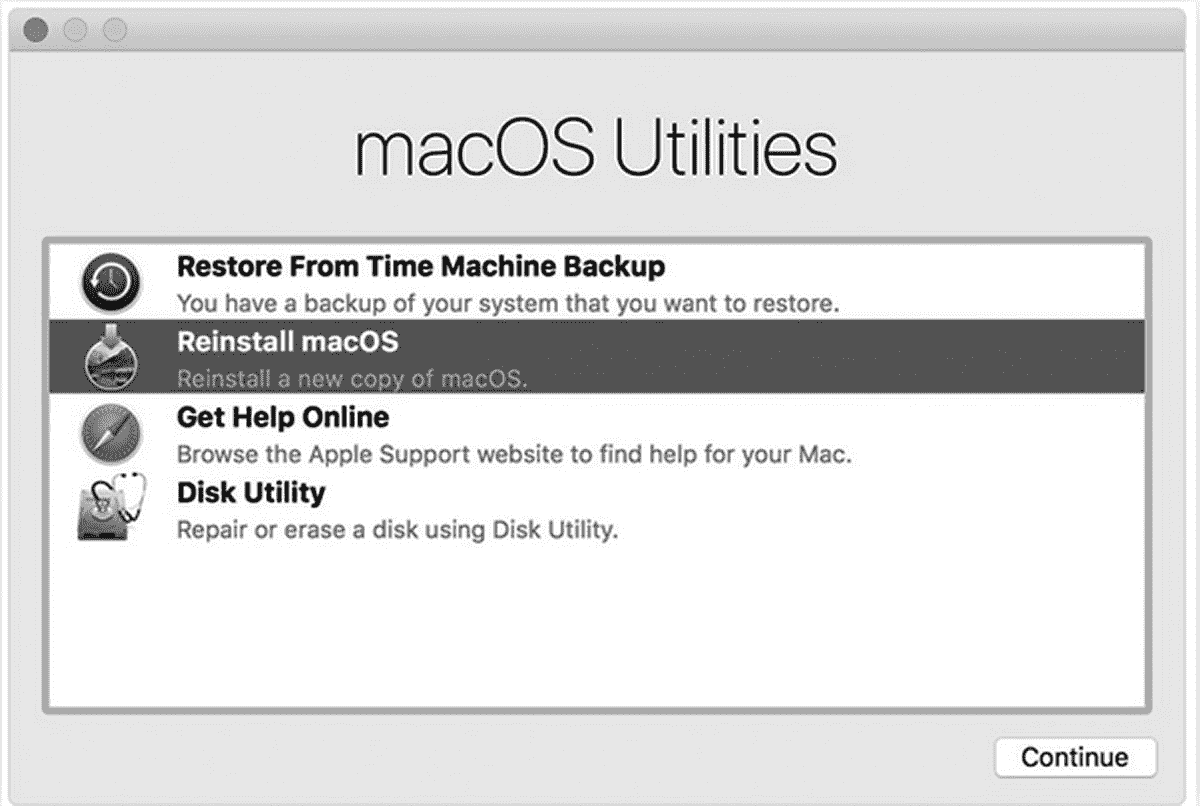 macOS Utilities
Restore From Time Machine Backup
You have a backup of your system that you want to restore.
Reinstall macOS
Reinstall a new copy of macOS.
Get Help Online
Browse the Apple Support website to find help for your Mac.
Disk Utility
Repair or erase a disk using Disk Utility.
Continue